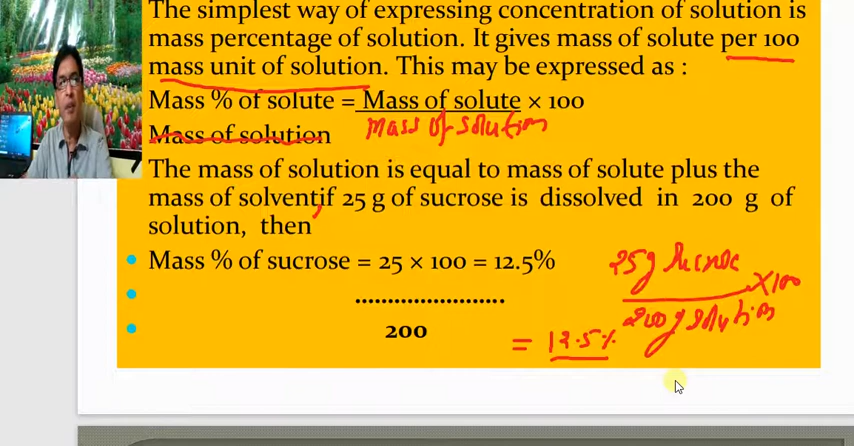 The simplest way of expressing concentration of solution is
mass percentage of solution. It gives mass of solute per 100
mass unit of solution. This may be expressed as :
Mass % of solute = Mass of solute × 100
Mass of solution mass of solution
The mass of solution is equal to mass of solute plus the
mass of solventif 25 g of sucrose is dissolved in 200 g of
solution, then
Mass % of sucrose = 25 × 100 = 12.5%
........................
200
25g sucrose
×100
200 g solution
= 12.5%